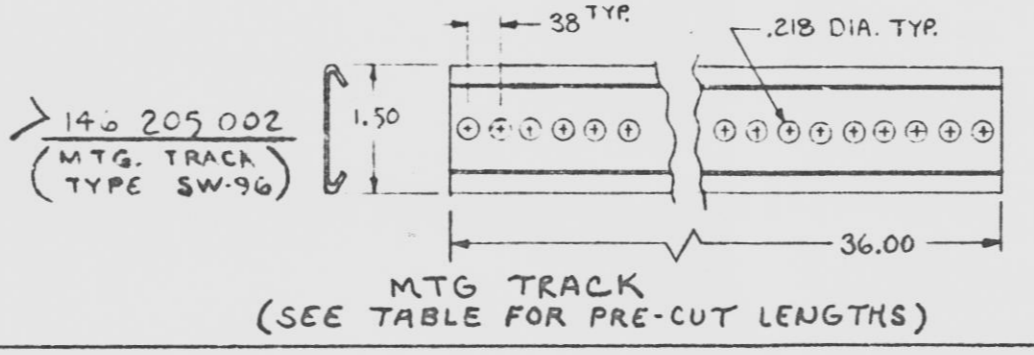 38 TYP.
.218 DIA. TYP.
146 205 002
(MTG. TRACK
TYPE SW-96)
1.50
36.00
MTG TRACK
(SEE TABLE FOR PRE-CUT LENGTHS)